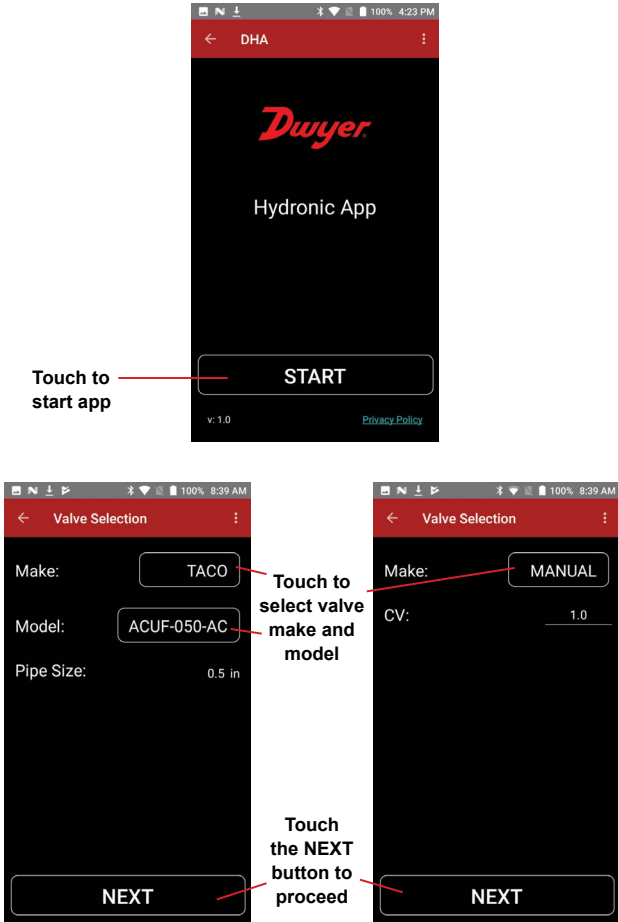 100% 4:23 PM
DHA
Dwyer
Hydronic App
START
Touch to
start app
v: 1.0
Privacy Policy
100% 8:39 AM
Valve Selection
Make:
TACO
Model:
ACUF-050-AC
Pipe Size:
0.5 in
NEXT
Touch to
select valve
make and
model
Touch
the NEXT
button to
proceed
100% 8:39 AM
Valve Selection
Make:
MANUAL
CV:
1.0
NEXT